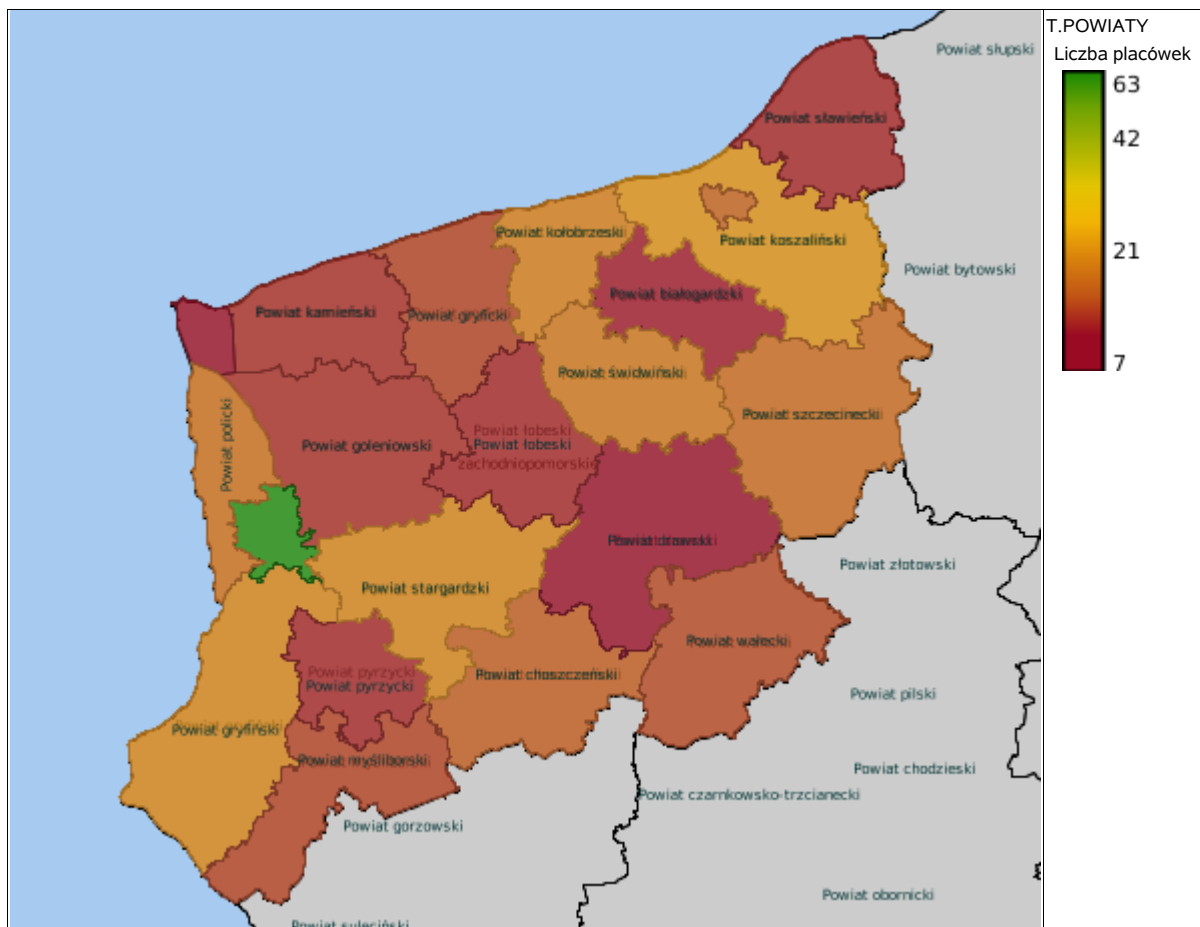 T.POWIATY
Liczba placówek
63
42
21
7
Powiat słupski
Powiat sławieński
Powiat kołobrzeski
Powiat koszaliński
Powiat bytowski
Powiat białogardzki
Powiat kamieński
Powiat gryficki
Powiat świdwiński
Powiat szczecinecki
Powiat policki
Powiat goleniowski
Powiat łobeski
Powiat łobeski
zachodniopomorskie
Powiat złotowski
Powiat stargardzki
Powiat wałecki
Powiat pyrzycki
Powiat pyrzycki
Powiat choszczeński
Powiat pilski
Powiat gryfiński
Powiat myśliborski
Powiat chodzieski
Powiat czarnkowsko-trzcianecki
Powiat gorzowski
Powiat obornicki
Powiat sulęciński